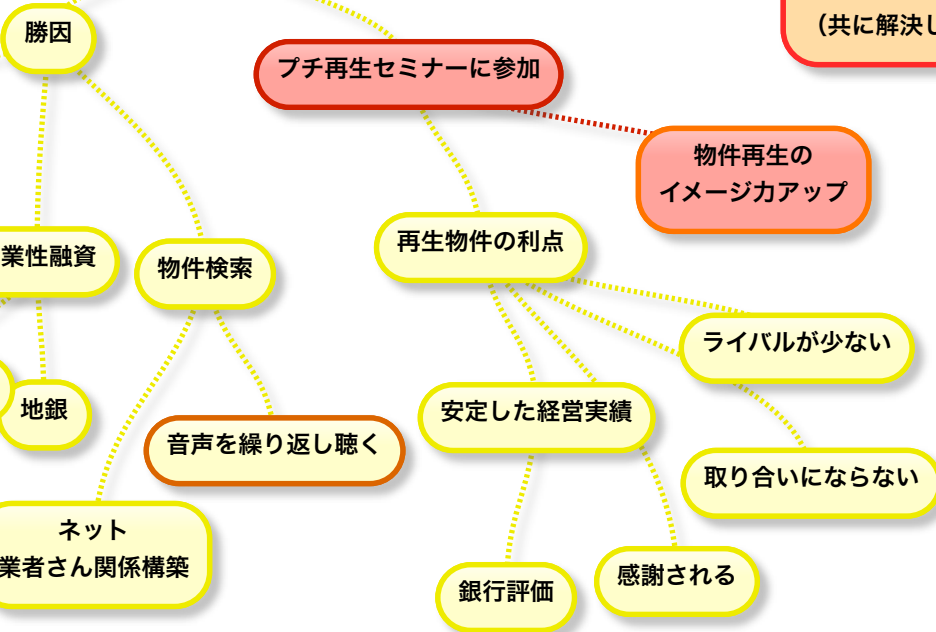 勝因
（共に解決し
プチ再生セミナーに参加
物件再生の
イメージ力アップ
再生物件の利点
業性融資
物件検索
ライバルが少ない
地銀
安定した経営実績
音声を繰り返し聴く
取り合いにならない
ネット
業者さん関係構築
銀行評価
感謝される